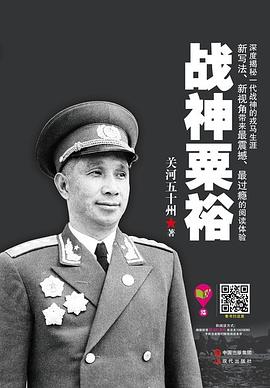 深度揭秘一代战神的戎马生涯
新写法、新视角带来最震撼、最过瘾的阅读体验
战神粟裕
关河五十州★著
中国出版集团
现代出版社